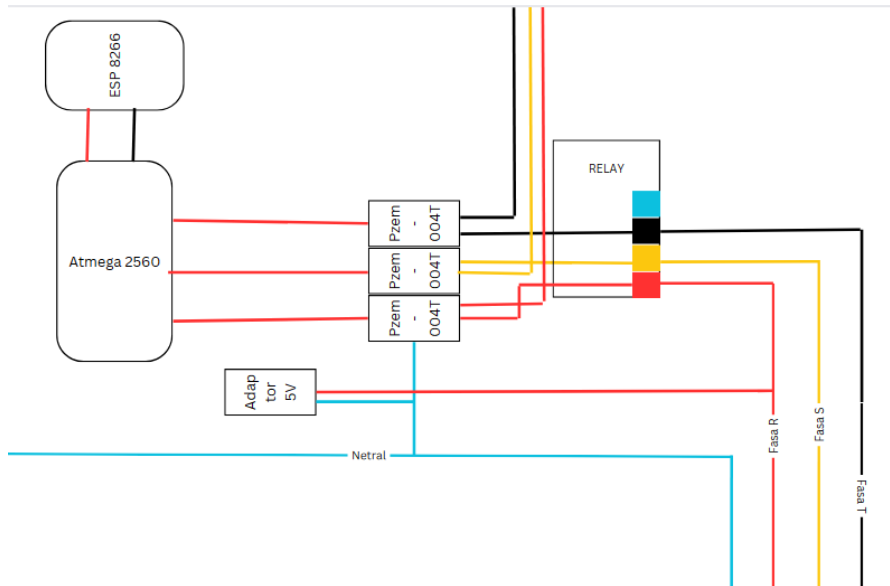 ESP 8266
RELAY
Atmega 2560
Pzem
-
004T
Pzem
-
004T
Pzem
-
004T
Adap
tor
5V
Netral
Fasa R
Fasa S
Fasa T